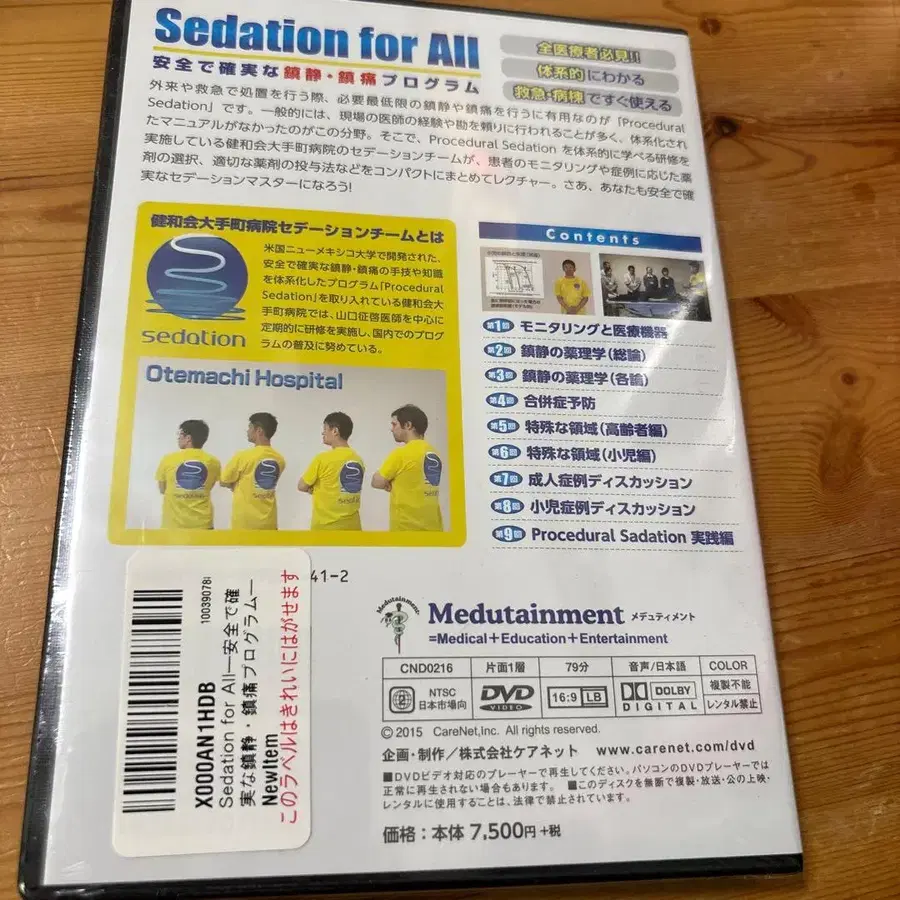 Sedation for All
安全で確実な鎮静・鎮痛プログラム
全医療者必見!!
体系的にわかる
救急・病棟ですぐ使える
外来や救急で処置を行う際、必要最低限の鎮静や鎮痛を行うに有用なのが「Procedural
Sedation」です。一般的には、現場の医師の経験や勘を頼りに行われることが多く、体系化され
たマニュアルがなかったのがこの分野。そこで、Procedural Sedation を体系的に学べる研修を
実施している健和会大手町病院のセデーションチームが、患者のモニタリングや症例に応じた薬
剤の選択、適切な薬剤の投与法などをコンパクトにまとめてレクチャー。さあ、あなたも安全で確
実なセデーションマスターになろう!
健和会大手町病院セデーションチームとは
米国ニューメキシコ大学で開発された、
安全で確実な鎮静・鎮痛の手技や知識
を体系化したプログラム「Procedural
Sedation」を取り入れている健和会大
手町病院では、山口征啓医師を中心に
定期的に研修を実施し、国内でのプログ
ラムの普及に努めている。
sedation
Otemachi Hospital
Contents
第1回 モニタリングと医療機器
第2回 鎮静の薬理学(総論)
第3回 鎮静の薬理学(各論)
第4回 合併症予防
第5回 特殊な領域(高齢者編)
第6回 特殊な領域(小児編)
第7回 成人症例ディスカッション
第8回 小児症例ディスカッション
第9回 Procedural Sadation 実践編
41-2
10039078i
X000AN1HDB
Sedation for All―安全で確
実な鎮静・鎮痛プログラム―
NewItem
このラベルはきれいにはがせます
Medutainment
Medutainment メデュテイメント
=Medical+Education+Entertainment
CND0216 片面1層 79分 音声/日本語 COLOR
2 NTSC 日本市場向 DVD VIDEO 16:9 LB DOLBY DIGITAL 複製不能 レンタル禁止
©2015 CareNet,Inc. All rights reserved.
企画・制作/株式会社ケアネット www.carenet.com/dvd
■DVDビデオ対応のプレーヤーで再生してください。パソコンのDVDプレーヤーでは
正常に再生されない場合もあります。 ■このディスクを無断で複製・放送・公の上映・
レンタルに使用することは、法律で禁止されています。
価格:本体 7,500円 +税